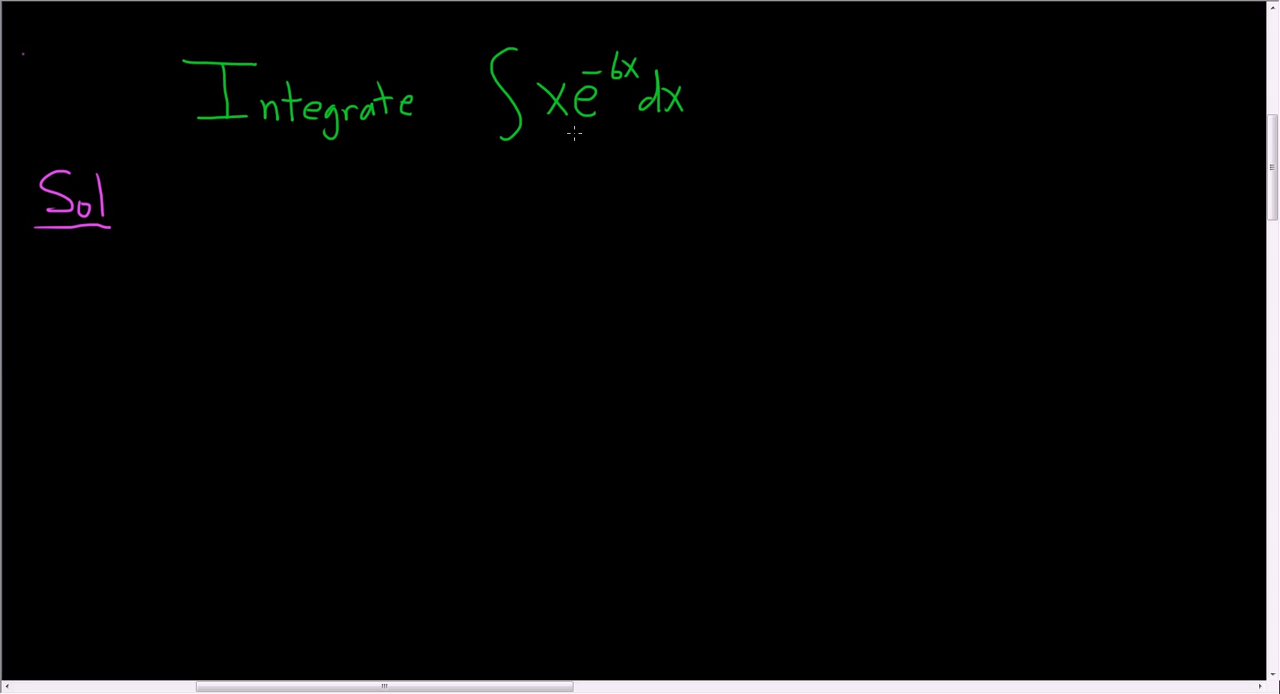 Integrate ∫xe^{-6x}dx
Sol